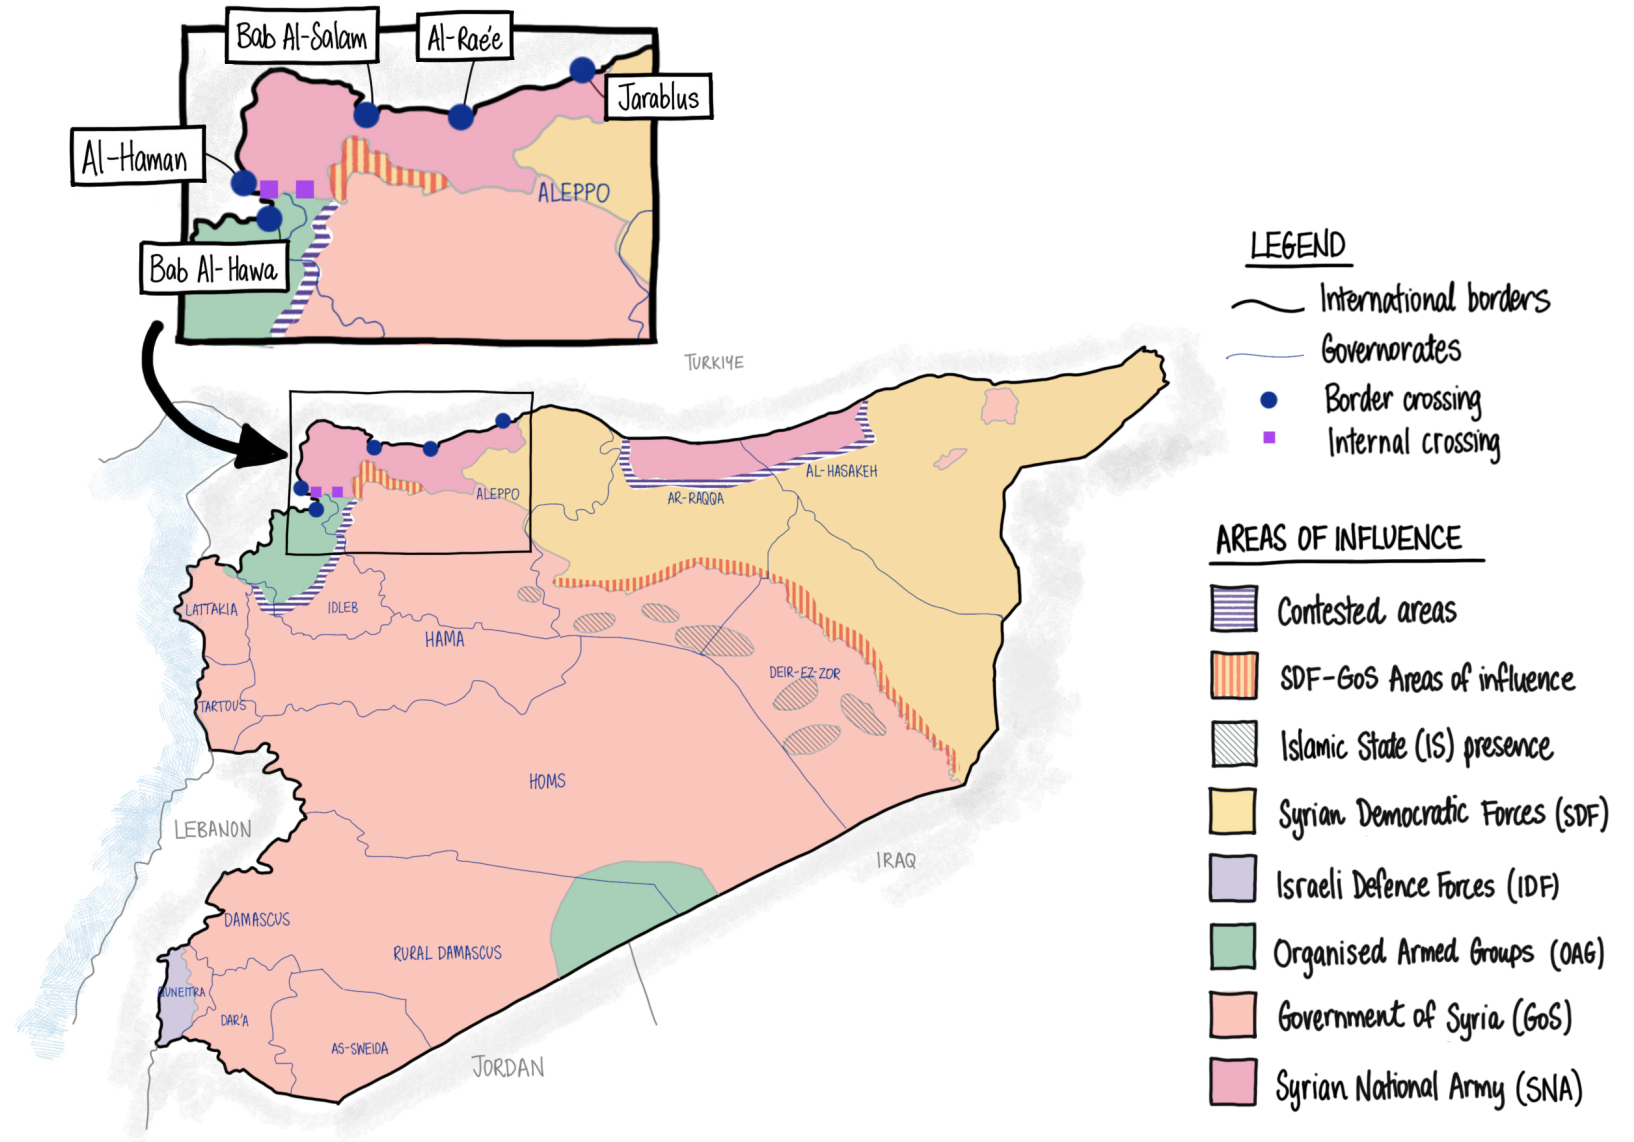 Bab Al-Salam
Al-Raée
Jarablus
Al-Haman
ALEPPO
Bab Al-Hawa
TURKIYE
ALEPPO
AR-RAQQA
AL-HASAKEH
LATTAKIA
IDLEB
HAMA
DEIR-EZ-ZOR
TARTOUS
HOMS
LEBANON
IRAQ
DAMASCUS
RURAL DAMASCUS
QUNEITRA
DAR'A
AS-SWEIDA
JORDAN
LEGEND
International borders
Governorates
Border crossing
Internal crossing
AREAS OF INFLUENCE
Contested areas
SDF-GoS Areas of influence
Islamic State (IS) presence
Syrian Democratic Forces (SDF)
Israeli Defence Forces (IDF)
Organised Armed Groups (OAG)
Government of Syria (GoS)
Syrian National Army (SNA)